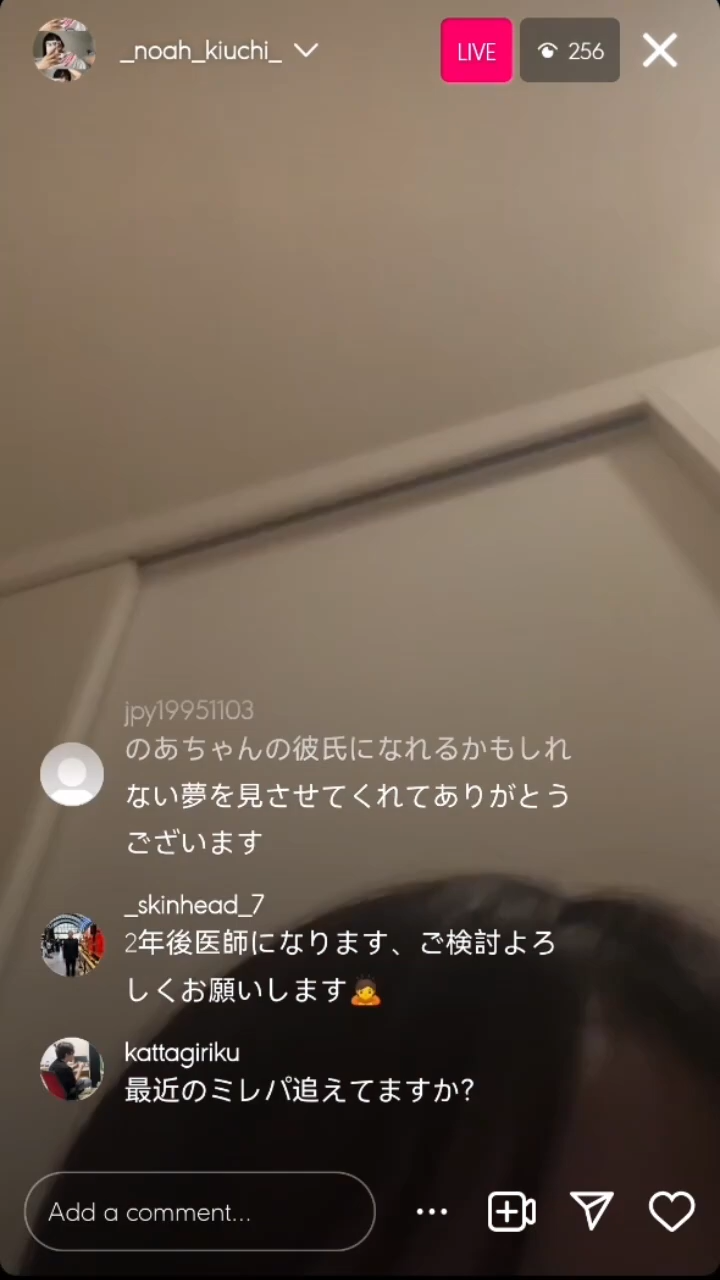 _noah_kiuchi_
LIVE
256
jpy19951103
のあちゃんの彼氏になれるかもしれ
ない夢を見させてくれてありがとう
ございます
_skinhead_7
2年後医師になります、ご検討よろ
しくお願いします🙇
kattagiriku
最近のミレパ追えてますか?
Add a comment...